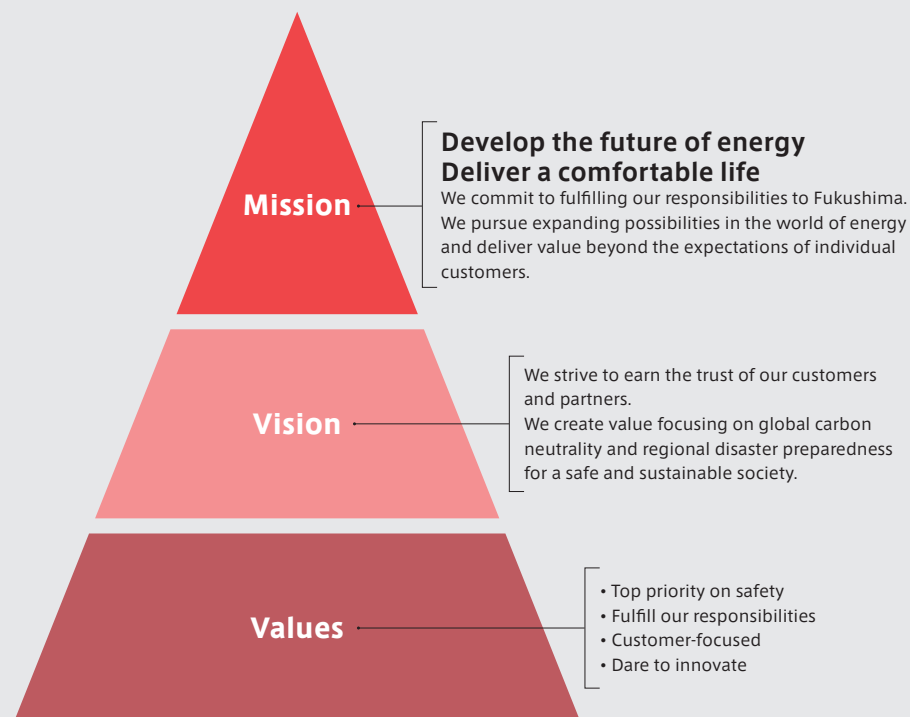 Mission
Develop the future of energy
Deliver a comfortable life
We commit to fulfilling our responsibilities to Fukushima.
We pursue expanding possibilities in the world of energy
and deliver value beyond the expectations of individual
customers.
Vision
We strive to earn the trust of our customers
and partners.
We create value focusing on global carbon
neutrality and regional disaster preparedness
for a safe and sustainable society.
Values
• Top priority on safety
• Fulfill our responsibilities
• Customer-focused
• Dare to innovate